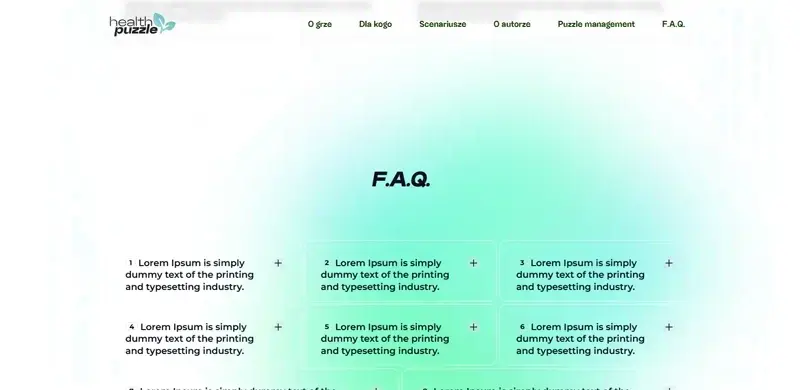 health
puzzle
O grze Dla kogo Scenariusze O autorze Puzzle management F.A.Q.
F.A.Q.
1 Lorem Ipsum is simply
dummy text of the printing
and typesetting industry.
2 Lorem Ipsum is simply
dummy text of the printing
and typesetting industry.
3 Lorem Ipsum is simply
dummy text of the printing
and typesetting industry.
4 Lorem Ipsum is simply
dummy text of the printing
and typesetting industry.
5 Lorem Ipsum is simply
dummy text of the printing
and typesetting industry.
6 Lorem Ipsum is simply
dummy text of the printing
and typesetting industry.